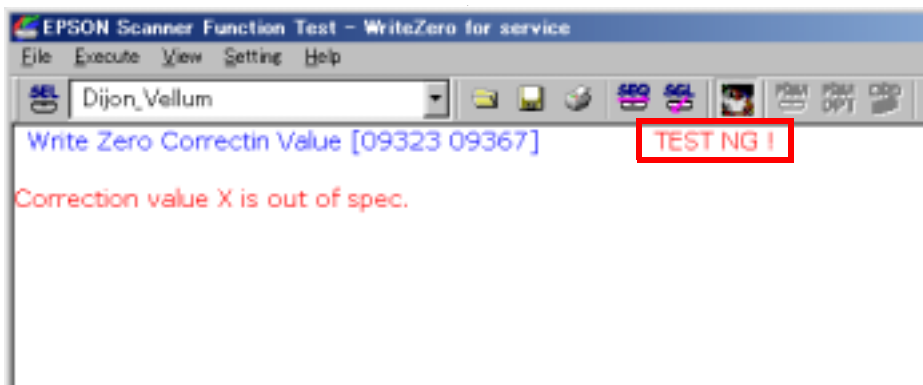 EPSON Scanner Function Test - WriteZero for service
File Execute View Setting Help
SEL Dijon_Vellum SEQ SGL
Write Zero Correctin Value [09323 09367] TEST NG !
Correction value X is out of spec.